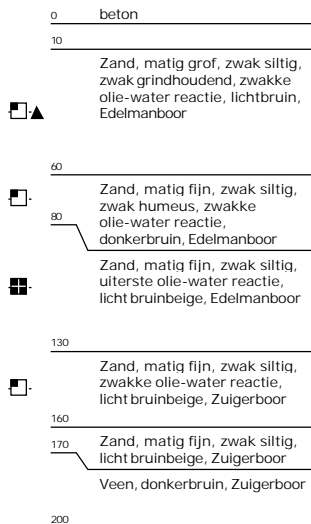 0 beton
10
Zand, matig grof, zwak siltig,
zwak grindhoudend, zwakke
olie-water reactie, lichtbruin,
Edelmanboor
60
Zand, matig fijn, zwak siltig,
zwak humeus, zwakke
80 olie-water reactie,
donkerbruin, Edelmanboor
Zand, matig fijn, zwak siltig,
uiterste olie-water reactie,
licht bruinbeige, Edelmanboor
130
Zand, matig fijn, zwak siltig,
zwakke olie-water reactie,
licht bruinbeige, Zuigerboor
160
170 Zand, matig fijn, zwak siltig,
licht bruinbeige, Zuigerboor
Veen, donkerbruin, Zuigerboor
200